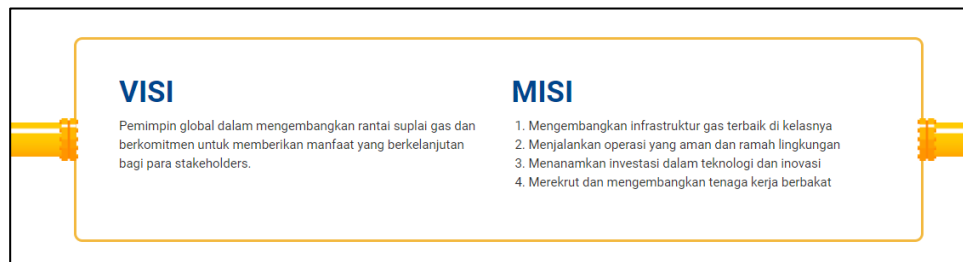 VISI
Pemimpin global dalam mengembangkan rantai suplai gas dan
berkomitmen untuk memberikan manfaat yang berkelanjutan
bagi para stakeholders.
MISI
1. Mengembangkan infrastruktur gas terbaik di kelasnya
2. Menjalankan operasi yang aman dan ramah lingkungan
3. Menanamkan investasi dalam teknologi dan inovasi
4. Merekrut dan mengembangkan tenaga kerja berbakat